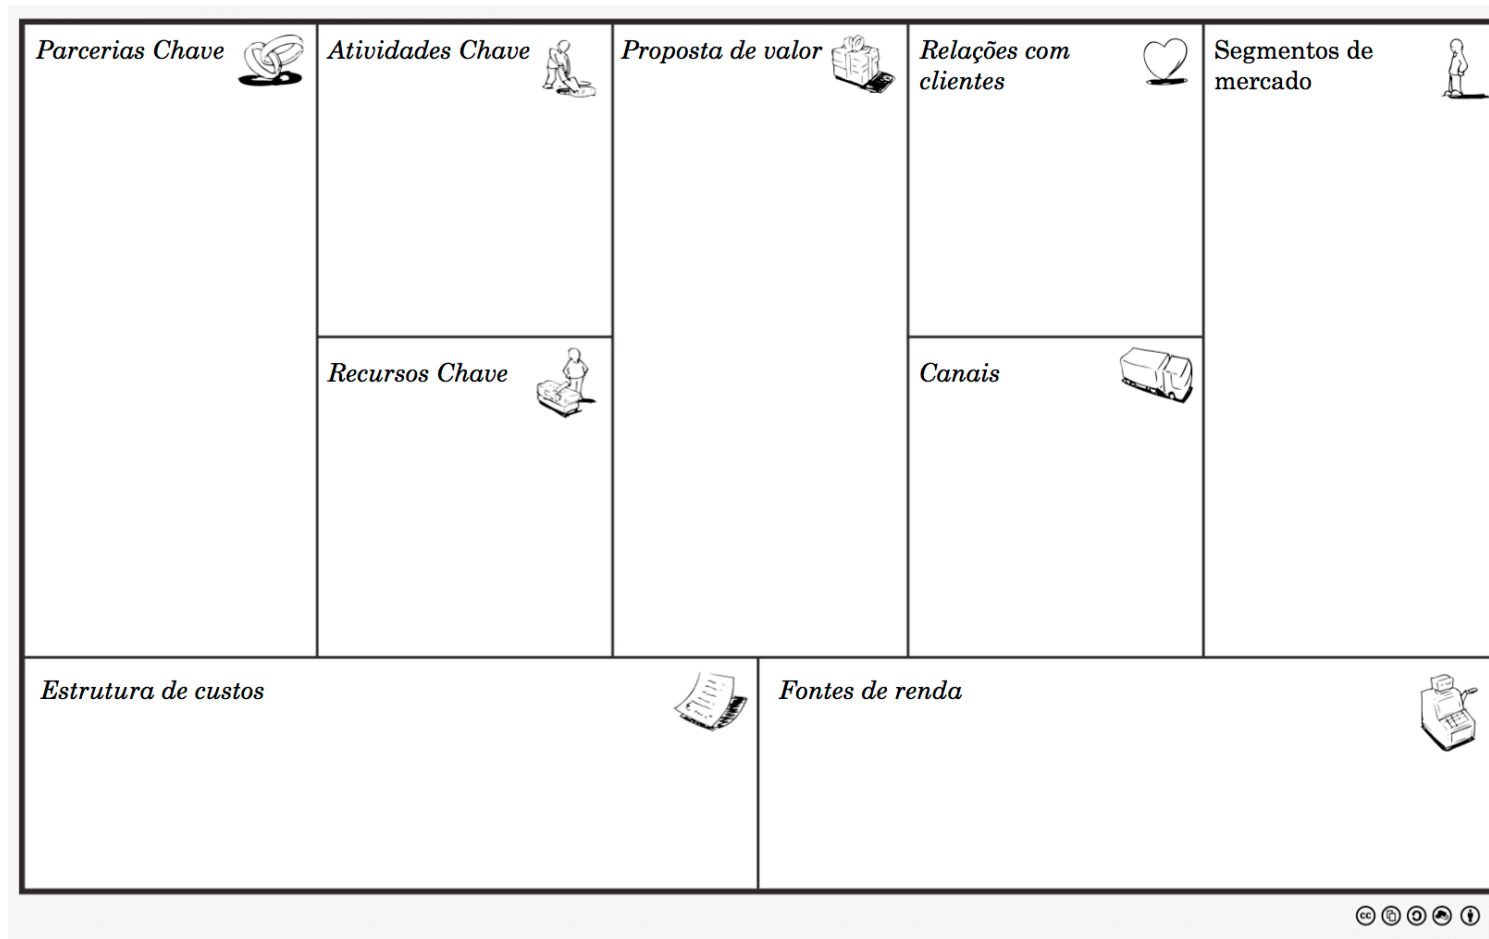 Parcerias Chave
Atividades Chave
Proposta de valor
Relações com
clientes
Segmentos de
mercado
Recursos Chave
Canais
Estrutura de custos
Fontes de renda
cc